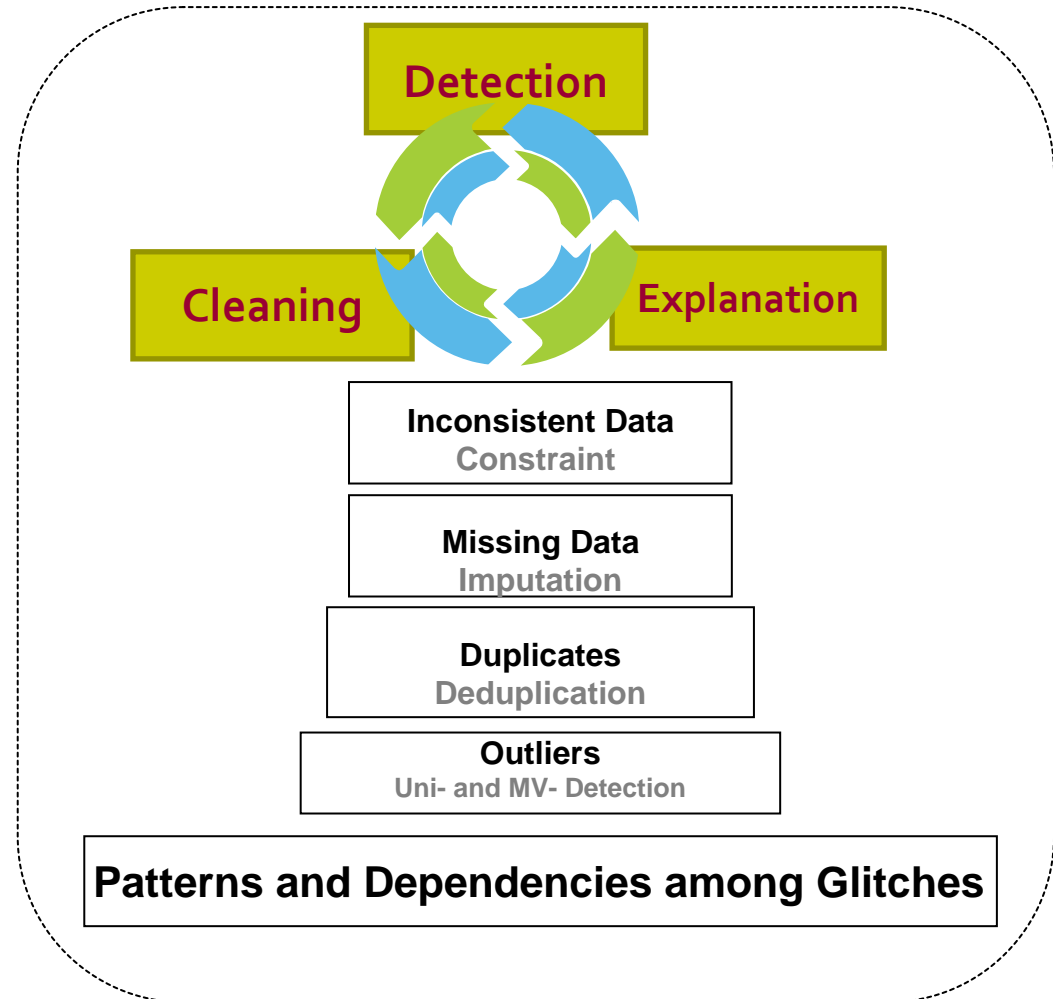 Detection
Cleaning
Explanation
Inconsistent Data
Constraint
Missing Data
Imputation
Duplicates
Deduplication
Outliers
Uni- and MV- Detection
Patterns and Dependencies among Glitches